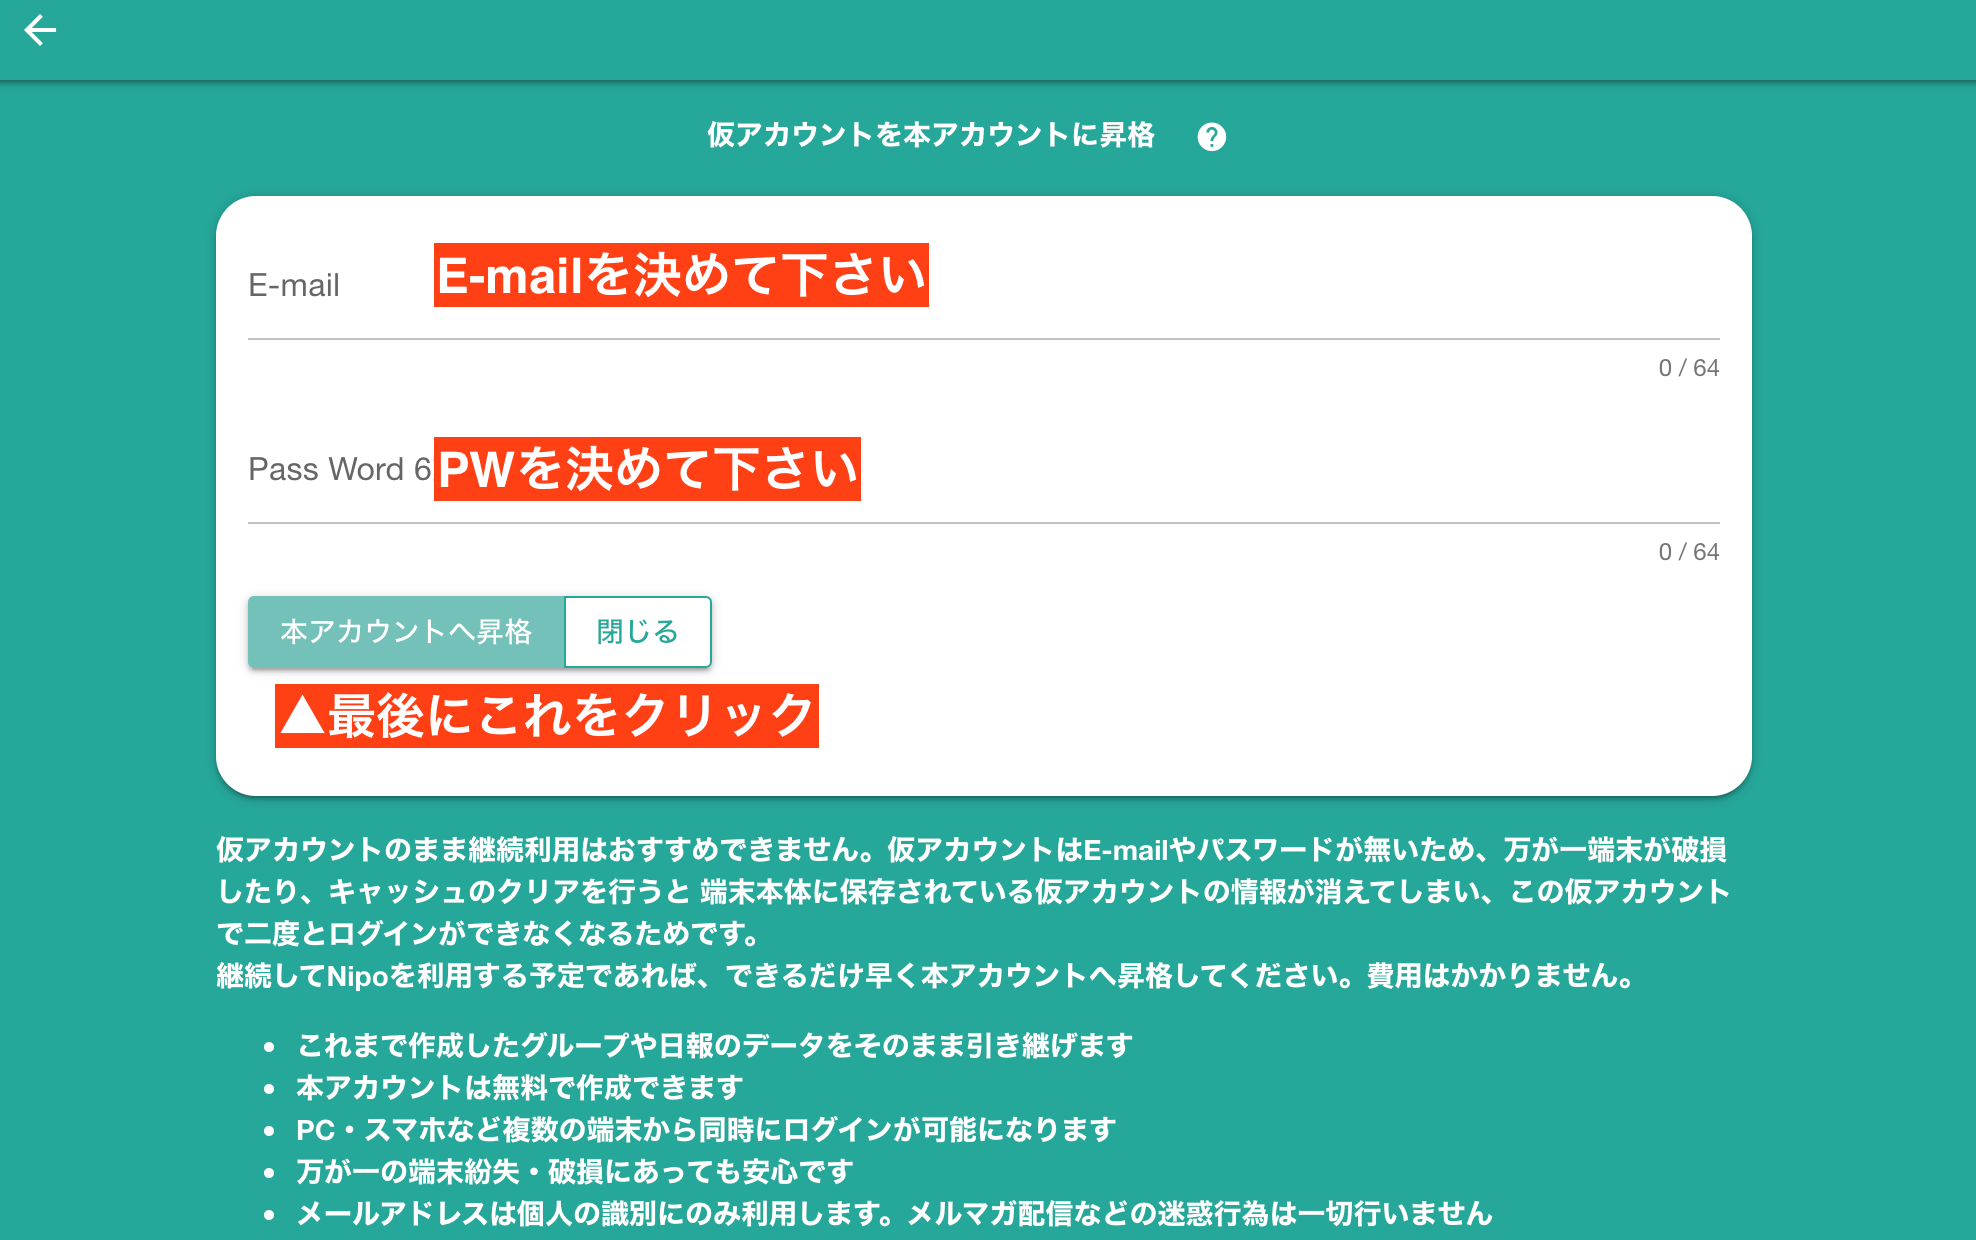 仮アカウントを本アカウントに昇格 ?
E-mail E-mailを決めて下さい
0 / 64
Pass Word 6 PWを決めて下さい
0 / 64
本アカウントへ昇格 閉じる
▲最後にこれをクリック
仮アカウントのまま継続利用はおすすめできません。仮アカウントはE-mailやパスワードが無いため、万が一端末が破損
したり、キャッシュのクリアを行うと 端末本体に保存されている仮アカウントの情報が消えてしまい、この仮アカウント
で二度とログインができなくなるためです。
継続してNipoを利用する予定であれば、できるだけ早く本アカウントへ昇格してください。費用はかかりません。
• これまで作成したグループや日報のデータをそのまま引き継げます
• 本アカウントは無料で作成できます
• PC・スマホなど複数の端末から同時にログインが可能になります
• 万が一の端末紛失・破損にあっても安心です
• メールアドレスは個人の識別にのみ利用します。メルマガ配信などの迷惑行為は一切行いません